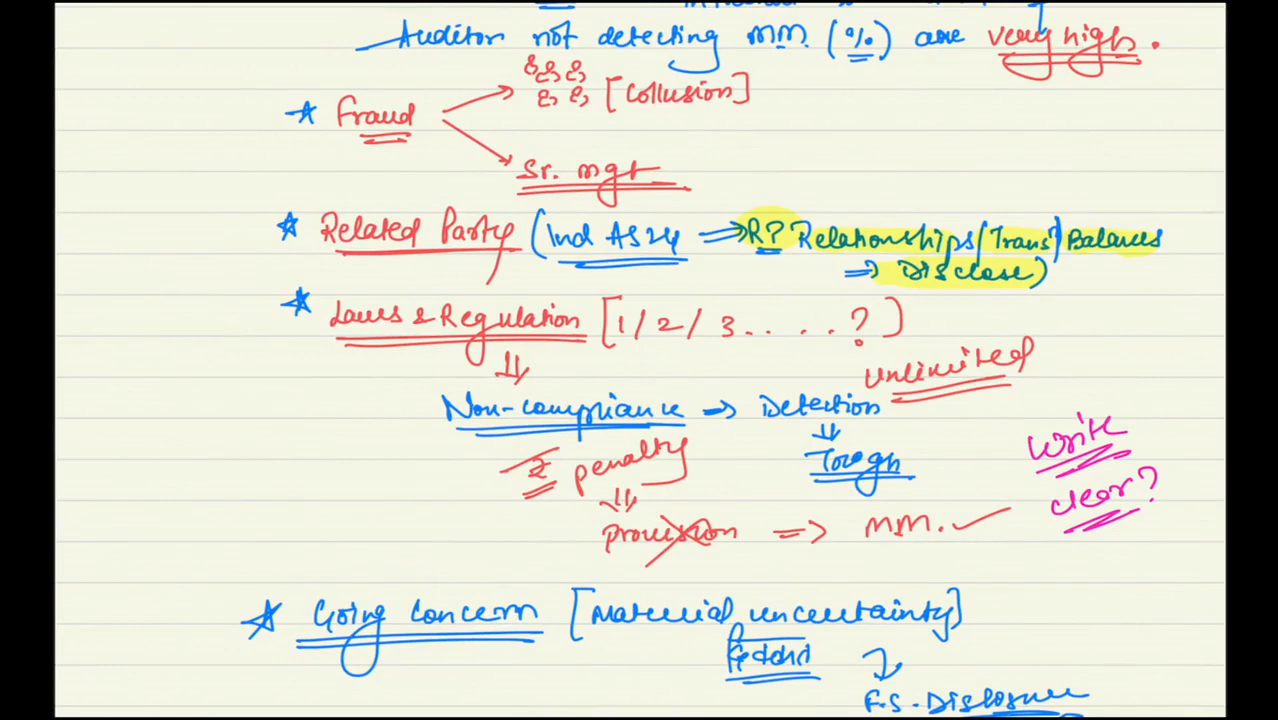 Auditor not detecting MM (%) are very high.
* Fraud
[Collusion]
Sr. mgt
* Related Party (Ind AS 24 ⇒ RP Relationships/Trans/Balances
⇒ Disclose)
* Laws & Regulation [1/2/3.....?]
Unlimited
Non-compliance → Detection
Tough
₹ penalty
provision ⇒ MM. ✓
Write
clear?
* Going Concern [Material uncertainty]
F.S. Disclosure